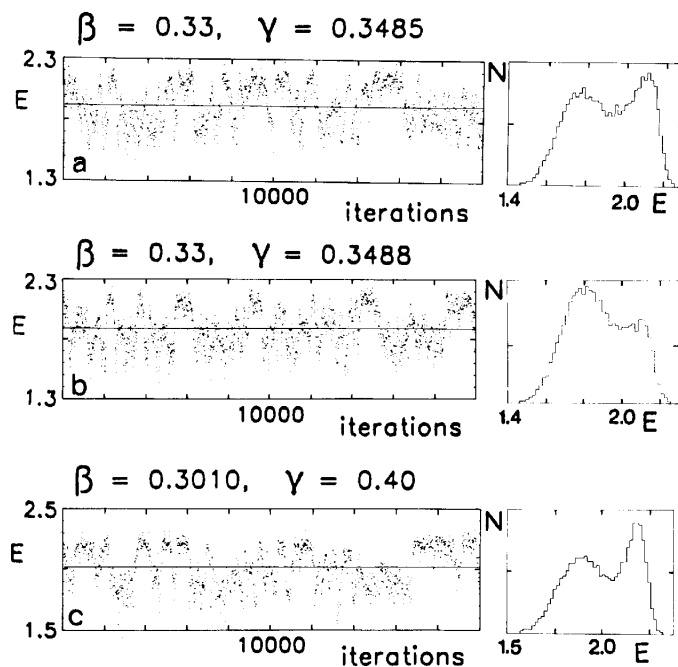 β = 0.33, γ = 0.3485
2.3
E
1.3
a
10000
iterations
N
1.4
2.0
E
β = 0.33, γ = 0.3488
2.3
E
1.3
b
10000
iterations
N
1.4
2.0
E
β = 0.3010, γ = 0.40
2.5
E
1.5
c
10000
iterations
N
1.6
2.0
E